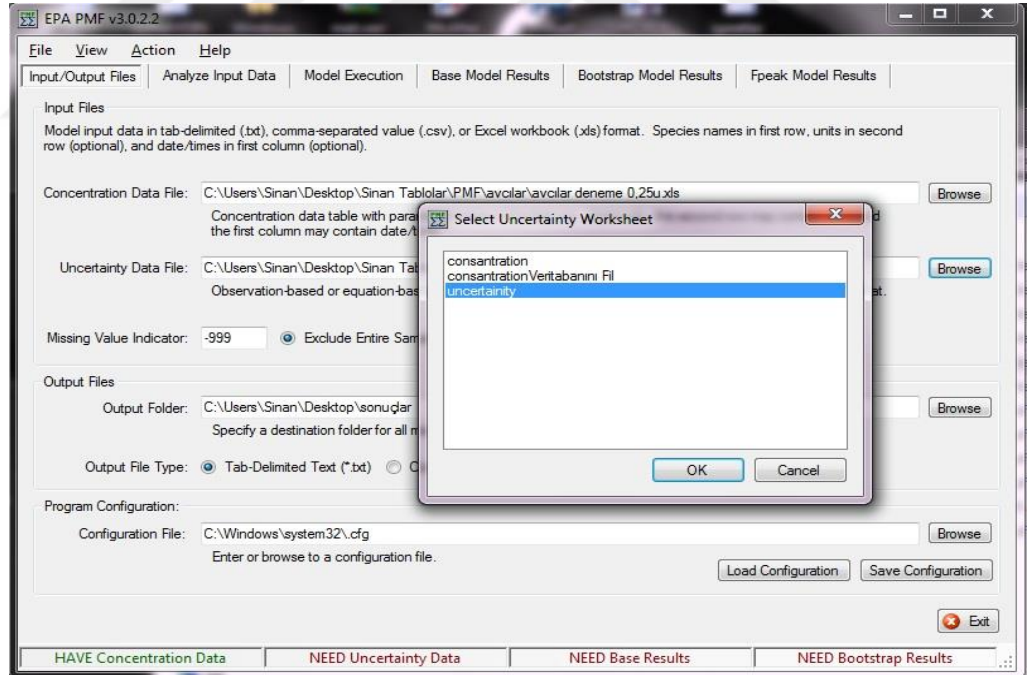 EPA PMF v3.0.2.2
File View Action Help
Input/Output Files Analyze Input Data Model Execution Base Model Results Bootstrap Model Results Fpeak Model Results
Input Files
Model input data in tab-delimited (.txt), comma-separated value (.csv), or Excel workbook (.xls) format. Species names in first row, units in second
row (optional), and date/times in first column (optional).
Concentration Data File: C:\Users\Sinan\Desktop\Sinan Tablolar\PMF\avcılar\avcılar deneme 0,25u.xls Browse
Concentration data table with para
the first column may contain date/t
Uncertainty Data File: C:\Users\Sinan\Desktop\Sinan Tab Browse
Observation-based or equation-bas at.
Missing Value Indicator: -999 Exclude Entire Sam
Select Uncertainty Worksheet
consantration
consantrationVeritabanını Fil
uncertainity
OK Cancel
Output Files
Output Folder: C:\Users\Sinan\Desktop\sonuçlar Browse
Specify a destination folder for all m
Output File Type: Tab-Delimited Text (*.txt) C
Program Configuration:
Configuration File: C:\Windows\system32\.cfg Browse
Enter or browse to a configuration file.
Load Configuration Save Configuration
Exit
HAVE Concentration Data NEED Uncertainty Data NEED Base Results NEED Bootstrap Results